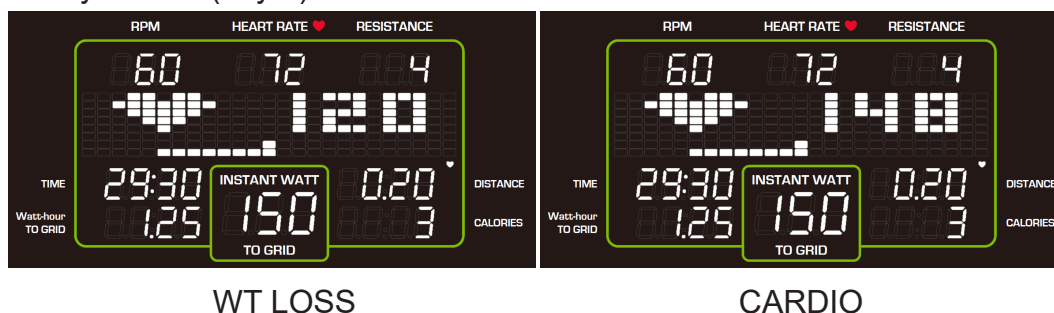 RPM HEART RATE RESISTANCE
60 72 4
120
TIME 29:30 INSTANT WATT 0.20 DISTANCE
Watt-hour TO GRID 1.25 150 3 CALORIES
TO GRID
RPM HEART RATE RESISTANCE
60 72 4
148
TIME 29:30 INSTANT WATT 0.20 DISTANCE
Watt-hour TO GRID 1.25 150 3 CALORIES
TO GRID
WT LOSS CARDIO